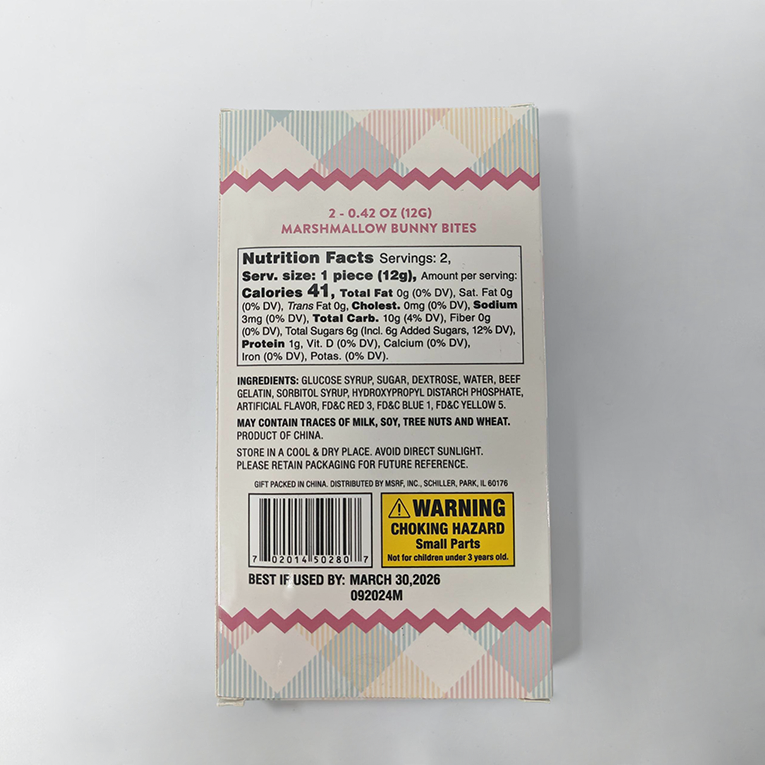 2 - 0.42 OZ (12G)
MARSHMALLOW BUNNY BITES
Nutrition Facts Servings: 2,
Serv. size: 1 piece (12g), Amount per serving:
Calories 41, Total Fat 0g (0% DV), Sat. Fat 0g
(0% DV), Trans Fat 0g, Cholest. 0mg (0% DV), Sodium
3mg (0% DV), Total Carb. 10g (4% DV), Fiber 0g
(0% DV), Total Sugars 6g (Incl. 6g Added Sugars, 12% DV),
Protein 1g, Vit. D (0% DV), Calcium (0% DV),
Iron (0% DV), Potas. (0% DV).
INGREDIENTS: GLUCOSE SYRUP, SUGAR, DEXTROSE, WATER, BEEF
GELATIN, SORBITOL SYRUP, HYDROXYPROPYL DISTARCH PHOSPHATE,
ARTIFICIAL FLAVOR, FD&C RED 3, FD&C BLUE 1, FD&C YELLOW 5.
MAY CONTAIN TRACES OF MILK, SOY, TREE NUTS AND WHEAT.
PRODUCT OF CHINA.
STORE IN A COOL & DRY PLACE. AVOID DIRECT SUNLIGHT.
PLEASE RETAIN PACKAGING FOR FUTURE REFERENCE.
GIFT PACKED IN CHINA. DISTRIBUTED BY MSRF, INC., SCHILLER, PARK, IL 60176
7 02014 50280 7
WARNING
CHOKING HAZARD
Small Parts
Not for children under 3 years old.
BEST IF USED BY: MARCH 30,2026
092024M